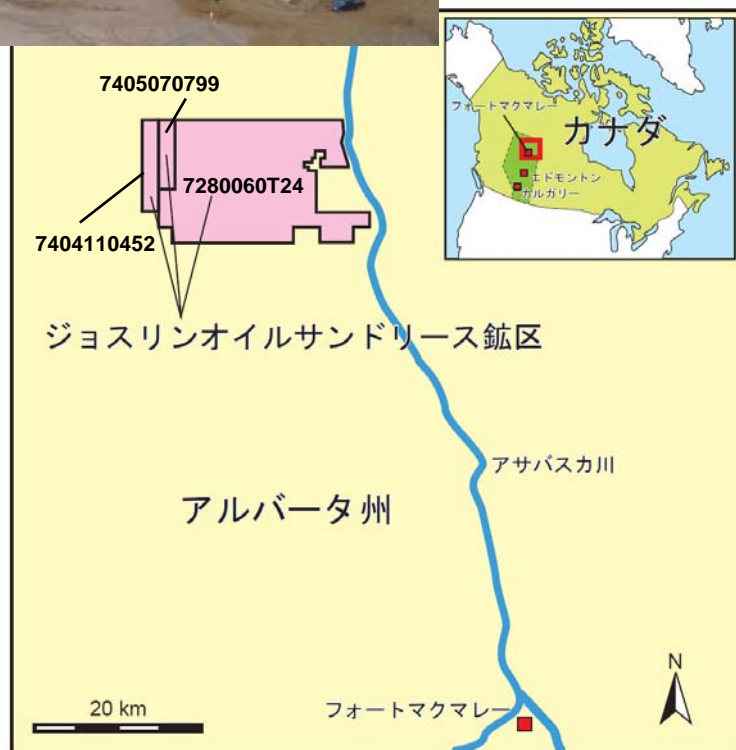 7405070799
7280060T24
7404110452
ジョスリンオイルサンドリース鉱区
アサバスカ川
アルバータ州
20 km
フォートマクマレー
N
フォートマクマレー
カナダ
エドモントン
カルガリー